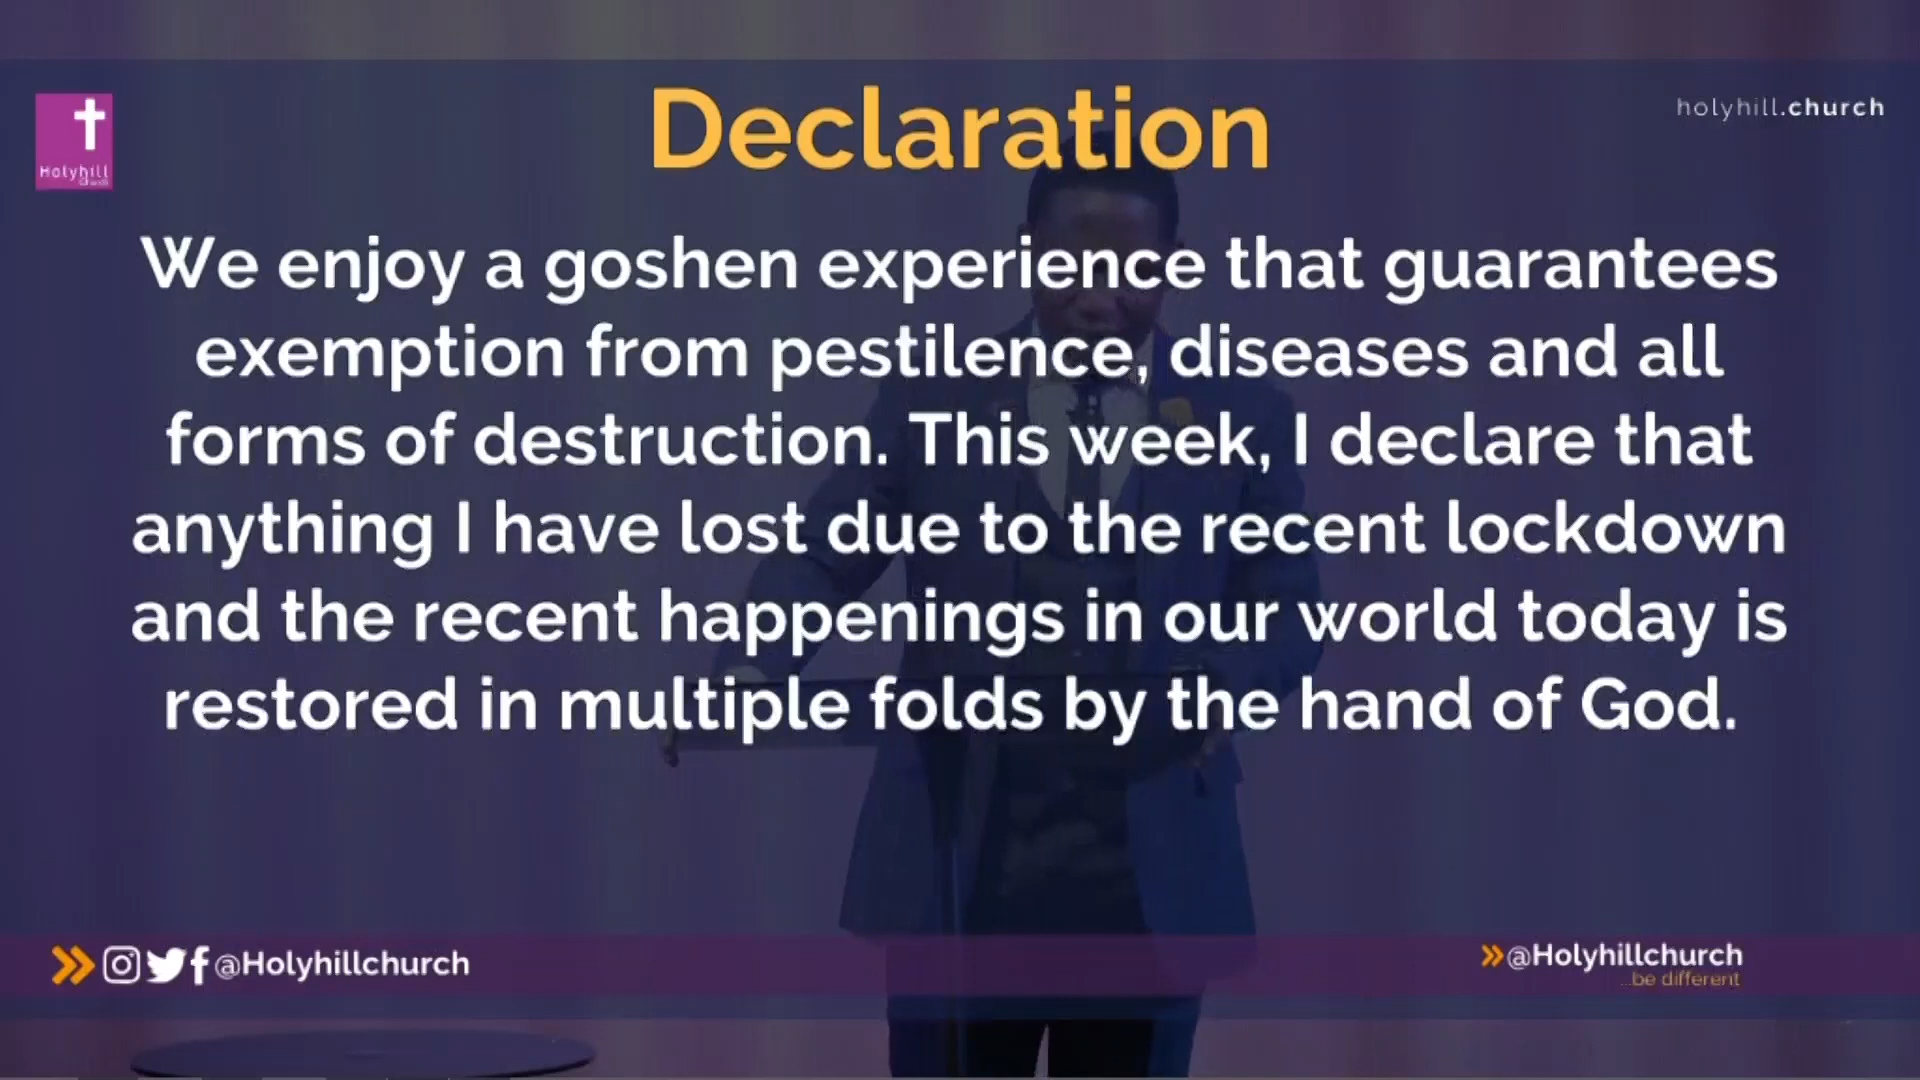 Declaration
holyhill.church
Holyhill
Church
We enjoy a goshen experience that guarantees
exemption from pestilence, diseases and all
forms of destruction. This week, I declare that
anything I have lost due to the recent lockdown
and the recent happenings in our world today is
restored in multiple folds by the hand of God.
@Holyhillchurch
@Holyhillchurch
...be different